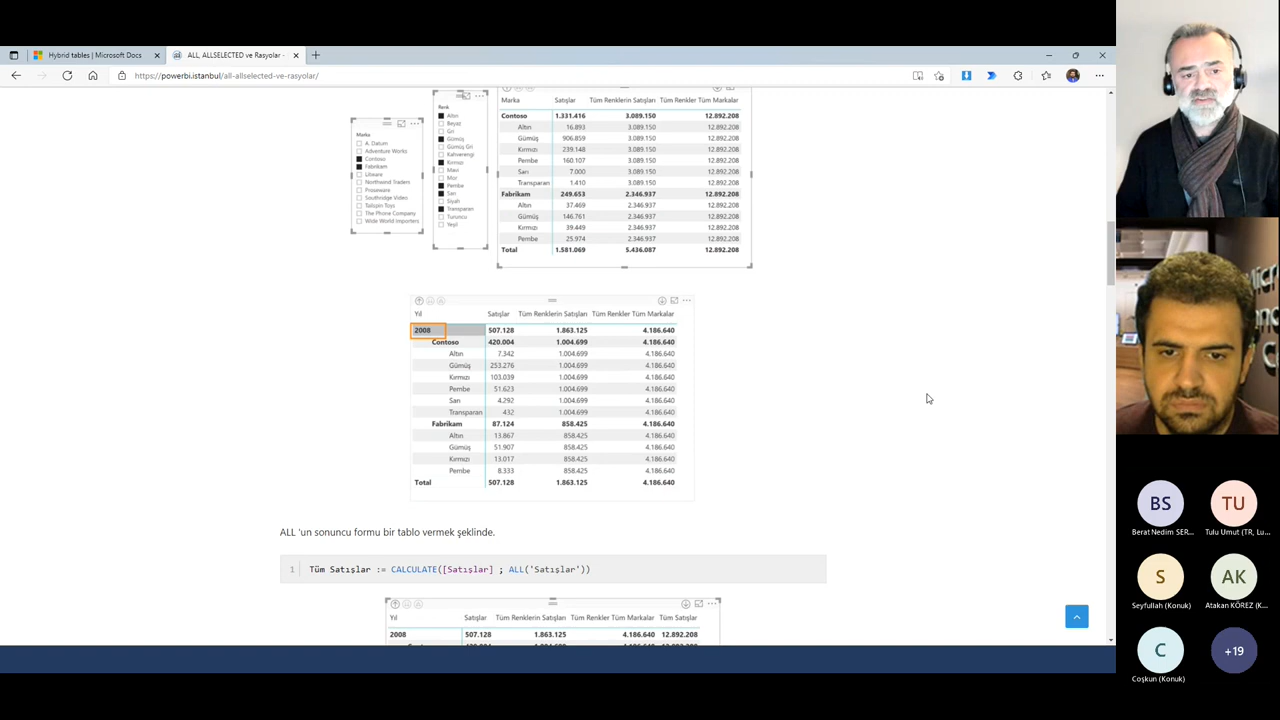 Hybrid tables | Microsoft Docs
ALL, ALLSELECTED ve Rasyolar -
https://powerbi.istanbul/all-allselected-ve-rasyolar/
Marka
A. Datum
Adventure Works
Contoso
Fabrikam
Litware
Northwind Traders
Proseware
Southridge Video
Tailspin Toys
The Phone Company
Wide World Importers
Renk
Altın
Beyaz
Gri
Gümüş
Gümüş Gri
Kahverengi
Kırmızı
Mavi
Mor
Pembe
Sarı
Siyah
Transparan
Turuncu
Yeşil
Marka Satışlar Tüm Renklerin Satışları Tüm Renkler Tüm Markalar
Contoso 1.331.416 3.089.150 12.892.208
Altın 16.893 3.089.150 12.892.208
Gümüş 906.859 3.089.150 12.892.208
Kırmızı 239.148 3.089.150 12.892.208
Pembe 160.107 3.089.150 12.892.208
Sarı 7.000 3.089.150 12.892.208
Transparan 1.410 3.089.150 12.892.208
Fabrikam 249.653 2.346.937 12.892.208
Altın 37.469 2.346.937 12.892.208
Gümüş 146.761 2.346.937 12.892.208
Kırmızı 39.449 2.346.937 12.892.208
Pembe 25.974 2.346.937 12.892.208
Total 1.581.069 5.436.087 12.892.208
Yıl Satışlar Tüm Renklerin Satışları Tüm Renkler Tüm Markalar
2008 507.128 1.863.125 4.186.640
Contoso 420.004 1.004.699 4.186.640
Altın 7.342 1.004.699 4.186.640
Gümüş 253.276 1.004.699 4.186.640
Kırmızı 103.039 1.004.699 4.186.640
Pembe 51.623 1.004.699 4.186.640
Sarı 4.292 1.004.699 4.186.640
Transparan 432 1.004.699 4.186.640
Fabrikam 87.124 858.425 4.186.640
Altın 13.867 858.425 4.186.640
Gümüş 51.907 858.425 4.186.640
Kırmızı 13.017 858.425 4.186.640
Pembe 8.333 858.425 4.186.640
Total 507.128 1.863.125 4.186.640
ALL 'un sonuncu formu bir tablo vermek şeklinde.
1 Tüm Satışlar := CALCULATE([Satışlar] ; ALL('Satışlar'))
Yıl Satışlar Tüm Renklerin Satışları Tüm Renkler Tüm Markalar Tüm Satışlar
2008 507.128 1.863.125 4.186.640 12.892.208
BS
Berat Nedim SER...
TU
Tulu Umut (TR, Lu...
S
Seyfullah (Konuk)
AK
Atakan KÖREZ (K...
C
Coşkun (Konuk)
+19